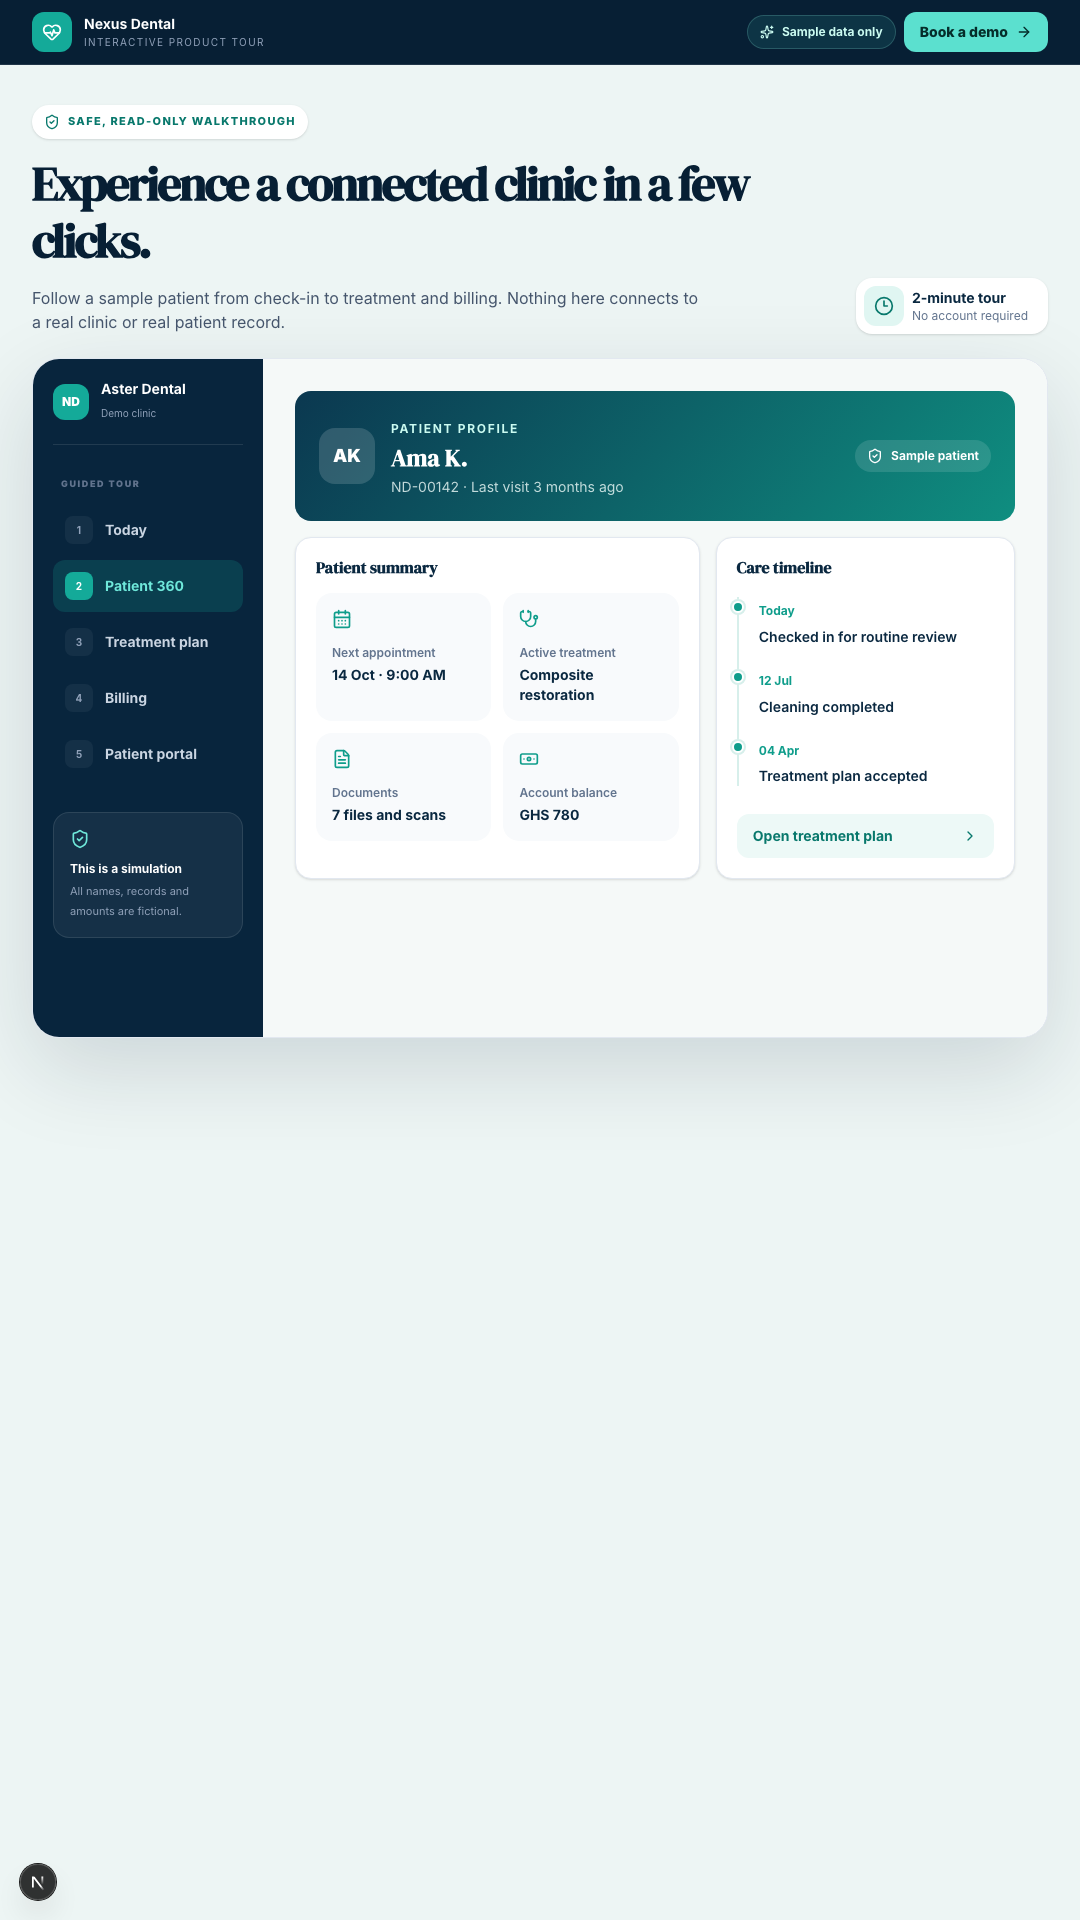 Nexus Dental
INTERACTIVE PRODUCT TOUR
Sample data only
Book a demo
SAFE, READ-ONLY WALKTHROUGH
Experience a connected clinic in a few
clicks.
Follow a sample patient from check-in to treatment and billing. Nothing here connects to
a real clinic or real patient record.
2-minute tour
No account required
ND
Aster Dental
Demo clinic
GUIDED TOUR
1 Today
2 Patient 360
3 Treatment plan
4 Billing
5 Patient portal
This is a simulation
All names, records and
amounts are fictional.
AK
PATIENT PROFILE
Ama K.
ND-00142 · Last visit 3 months ago
Sample patient
Patient summary
Next appointment
14 Oct · 9:00 AM
Active treatment
Composite
restoration
Documents
7 files and scans
Account balance
GHS 780
Care timeline
Today
Checked in for routine review
12 Jul
Cleaning completed
04 Apr
Treatment plan accepted
Open treatment plan
N